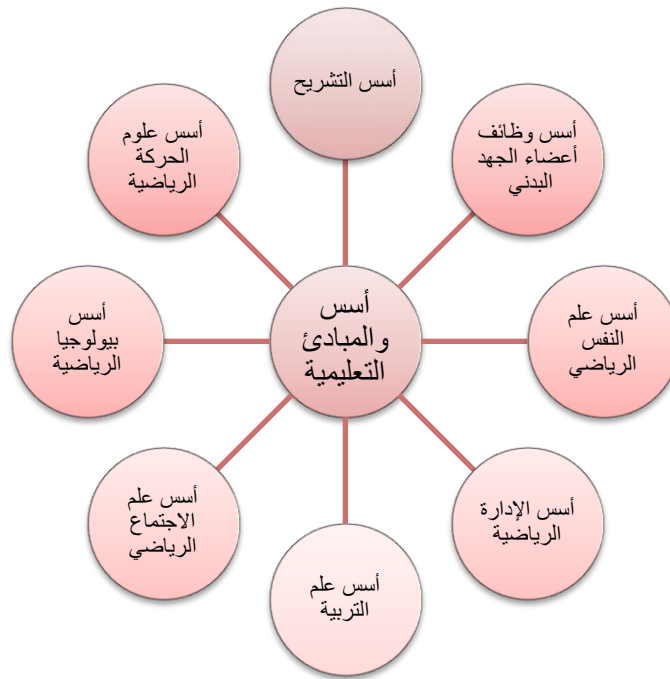 أسس التشريح
أسس وظائف
أعضاء الجهد
البدني
أسس علم
النفس
الرياضي
أسس الإدارة
الرياضية
أسس علم
التربية
أسس علم
الاجتماع
الرياضي
أسس
بيولوجيا
الرياضية
أسس علوم
الحركة
الرياضية
أسس
والمبادئ
التعليمية